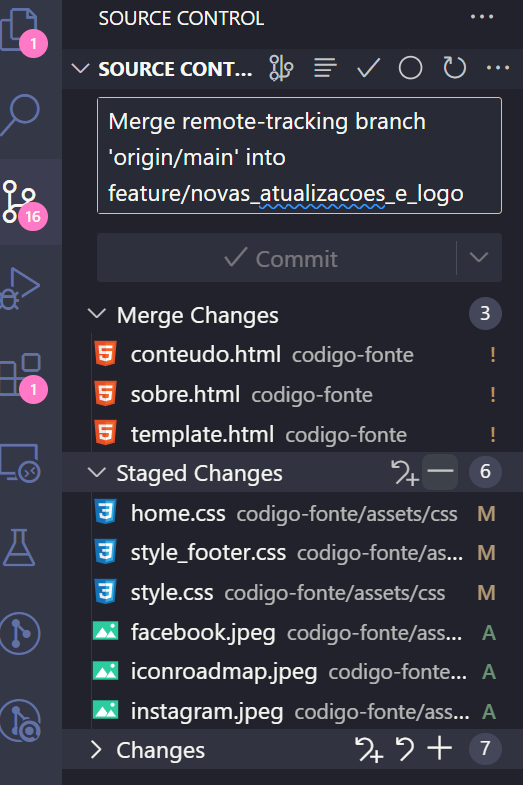 SOURCE CONTROL
1
SOURCE CONT...
Merge remote-tracking branch
'origin/main' into
feature/novas_atualizacoes_e_logo
16
Commit
Merge Changes 3
conteudo.html codigo-fonte !
sobre.html codigo-fonte !
1
template.html codigo-fonte !
Staged Changes 6
home.css codigo-fonte/assets/css M
style_footer.css codigo-fonte/as... M
style.css codigo-fonte/assets/css M
facebook.jpeg codigo-fonte/ass... A
iconroadmap.jpeg codigo-fonte... A
instagram.jpeg codigo-fonte/ass... A
Changes 7